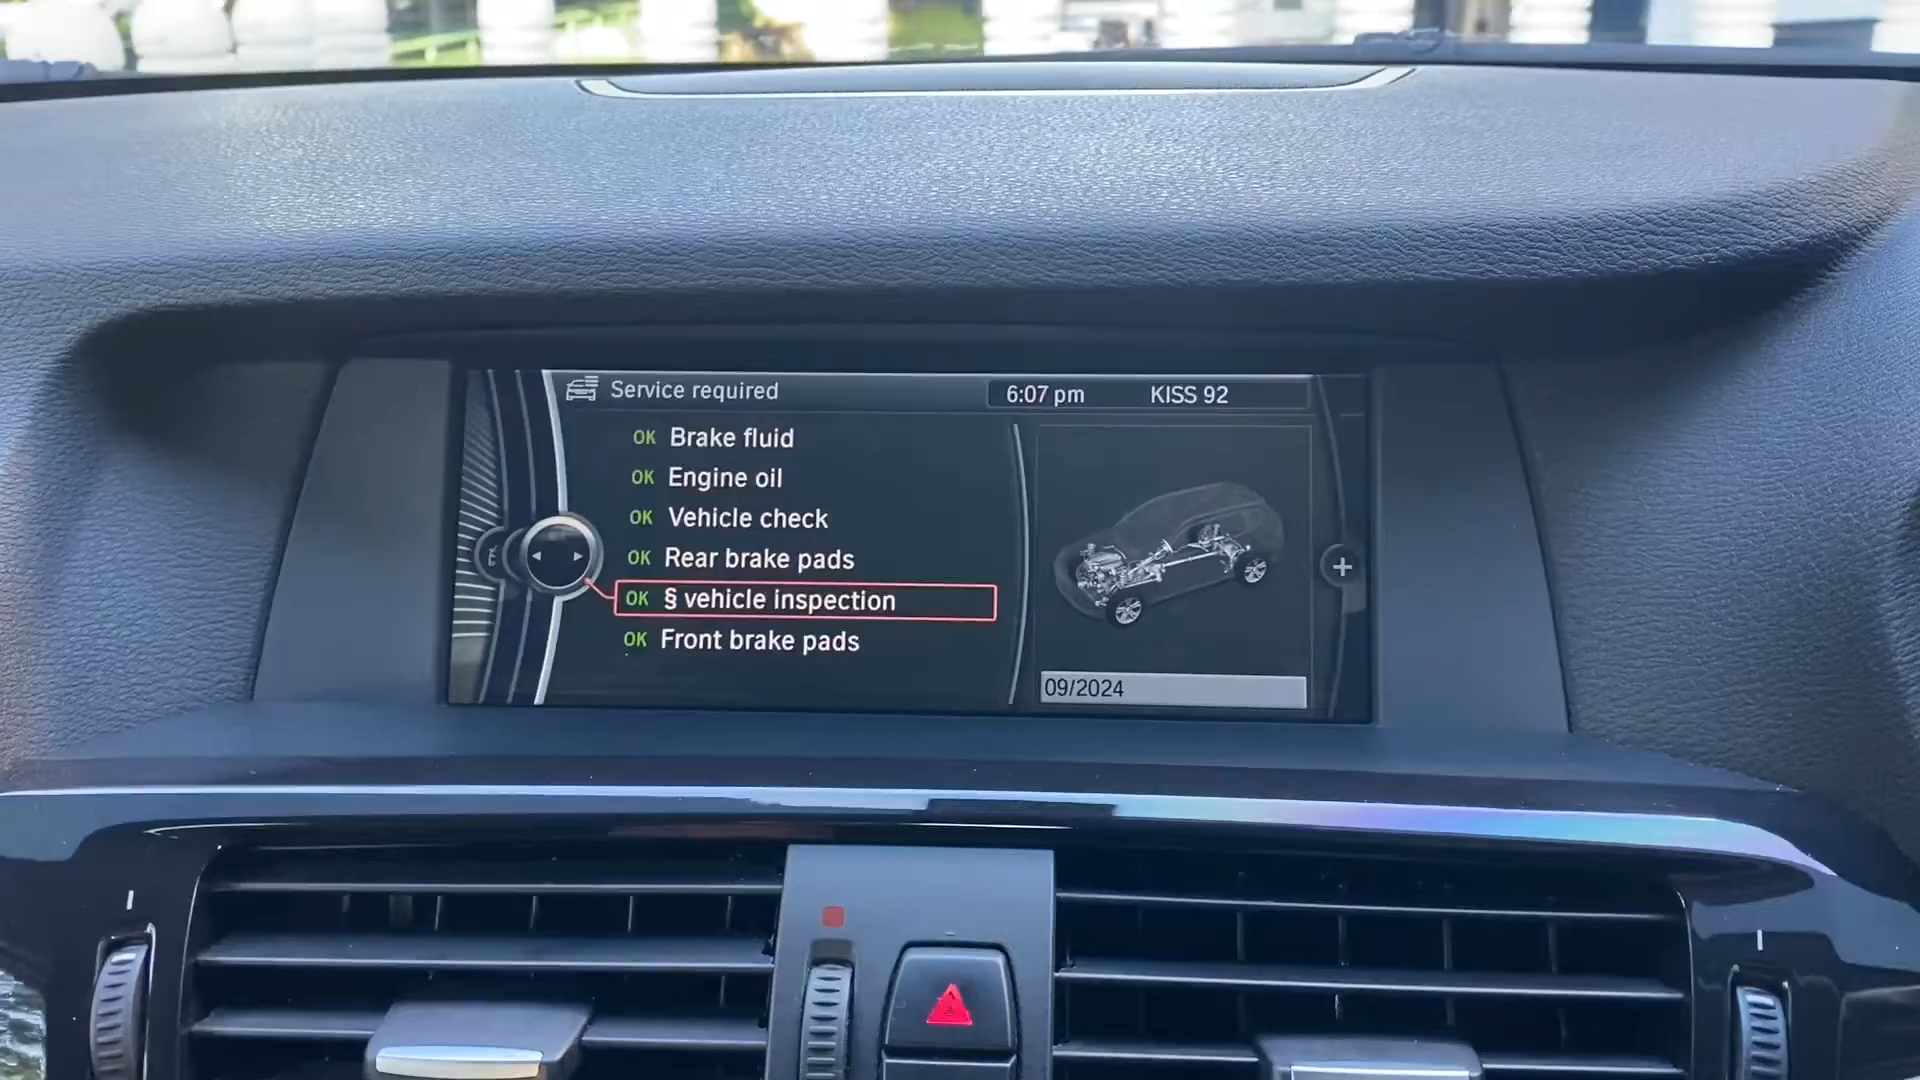 Service required
6:07 pm
KISS 92
OK Brake fluid
OK Engine oil
OK Vehicle check
OK Rear brake pads
OK § vehicle inspection
OK Front brake pads
09/2024